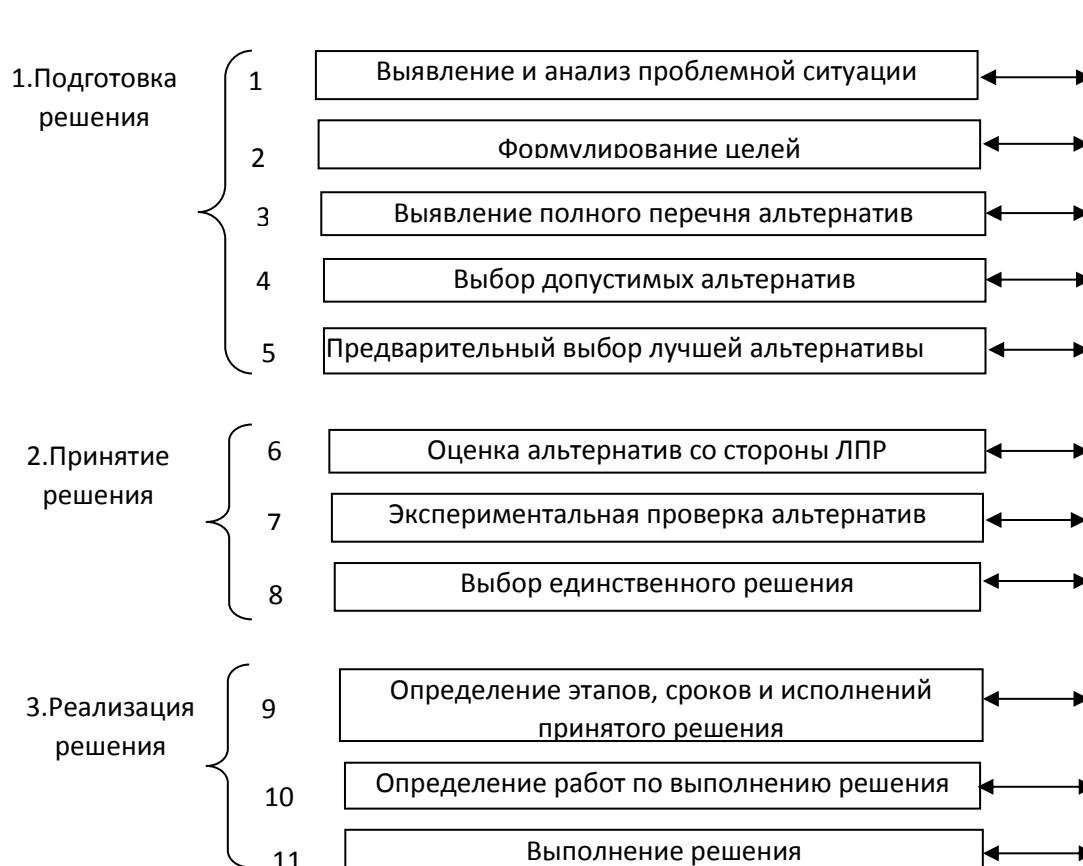 1.Подготовка
решения
1
Выявление и анализ проблемной ситуации
2
Формулирование целей
3
Выявление полного перечня альтернатив
4
Выбор допустимых альтернатив
5
Предварительный выбор лучшей альтернативы
2.Принятие
решения
6
Оценка альтернатив со стороны ЛПР
7
Экспериментальная проверка альтернатив
8
Выбор единственного решения
3.Реализация
решения
9
Определение этапов, сроков и исполнений
принятого решения
10
Определение работ по выполнению решения
11
Выполнение решения